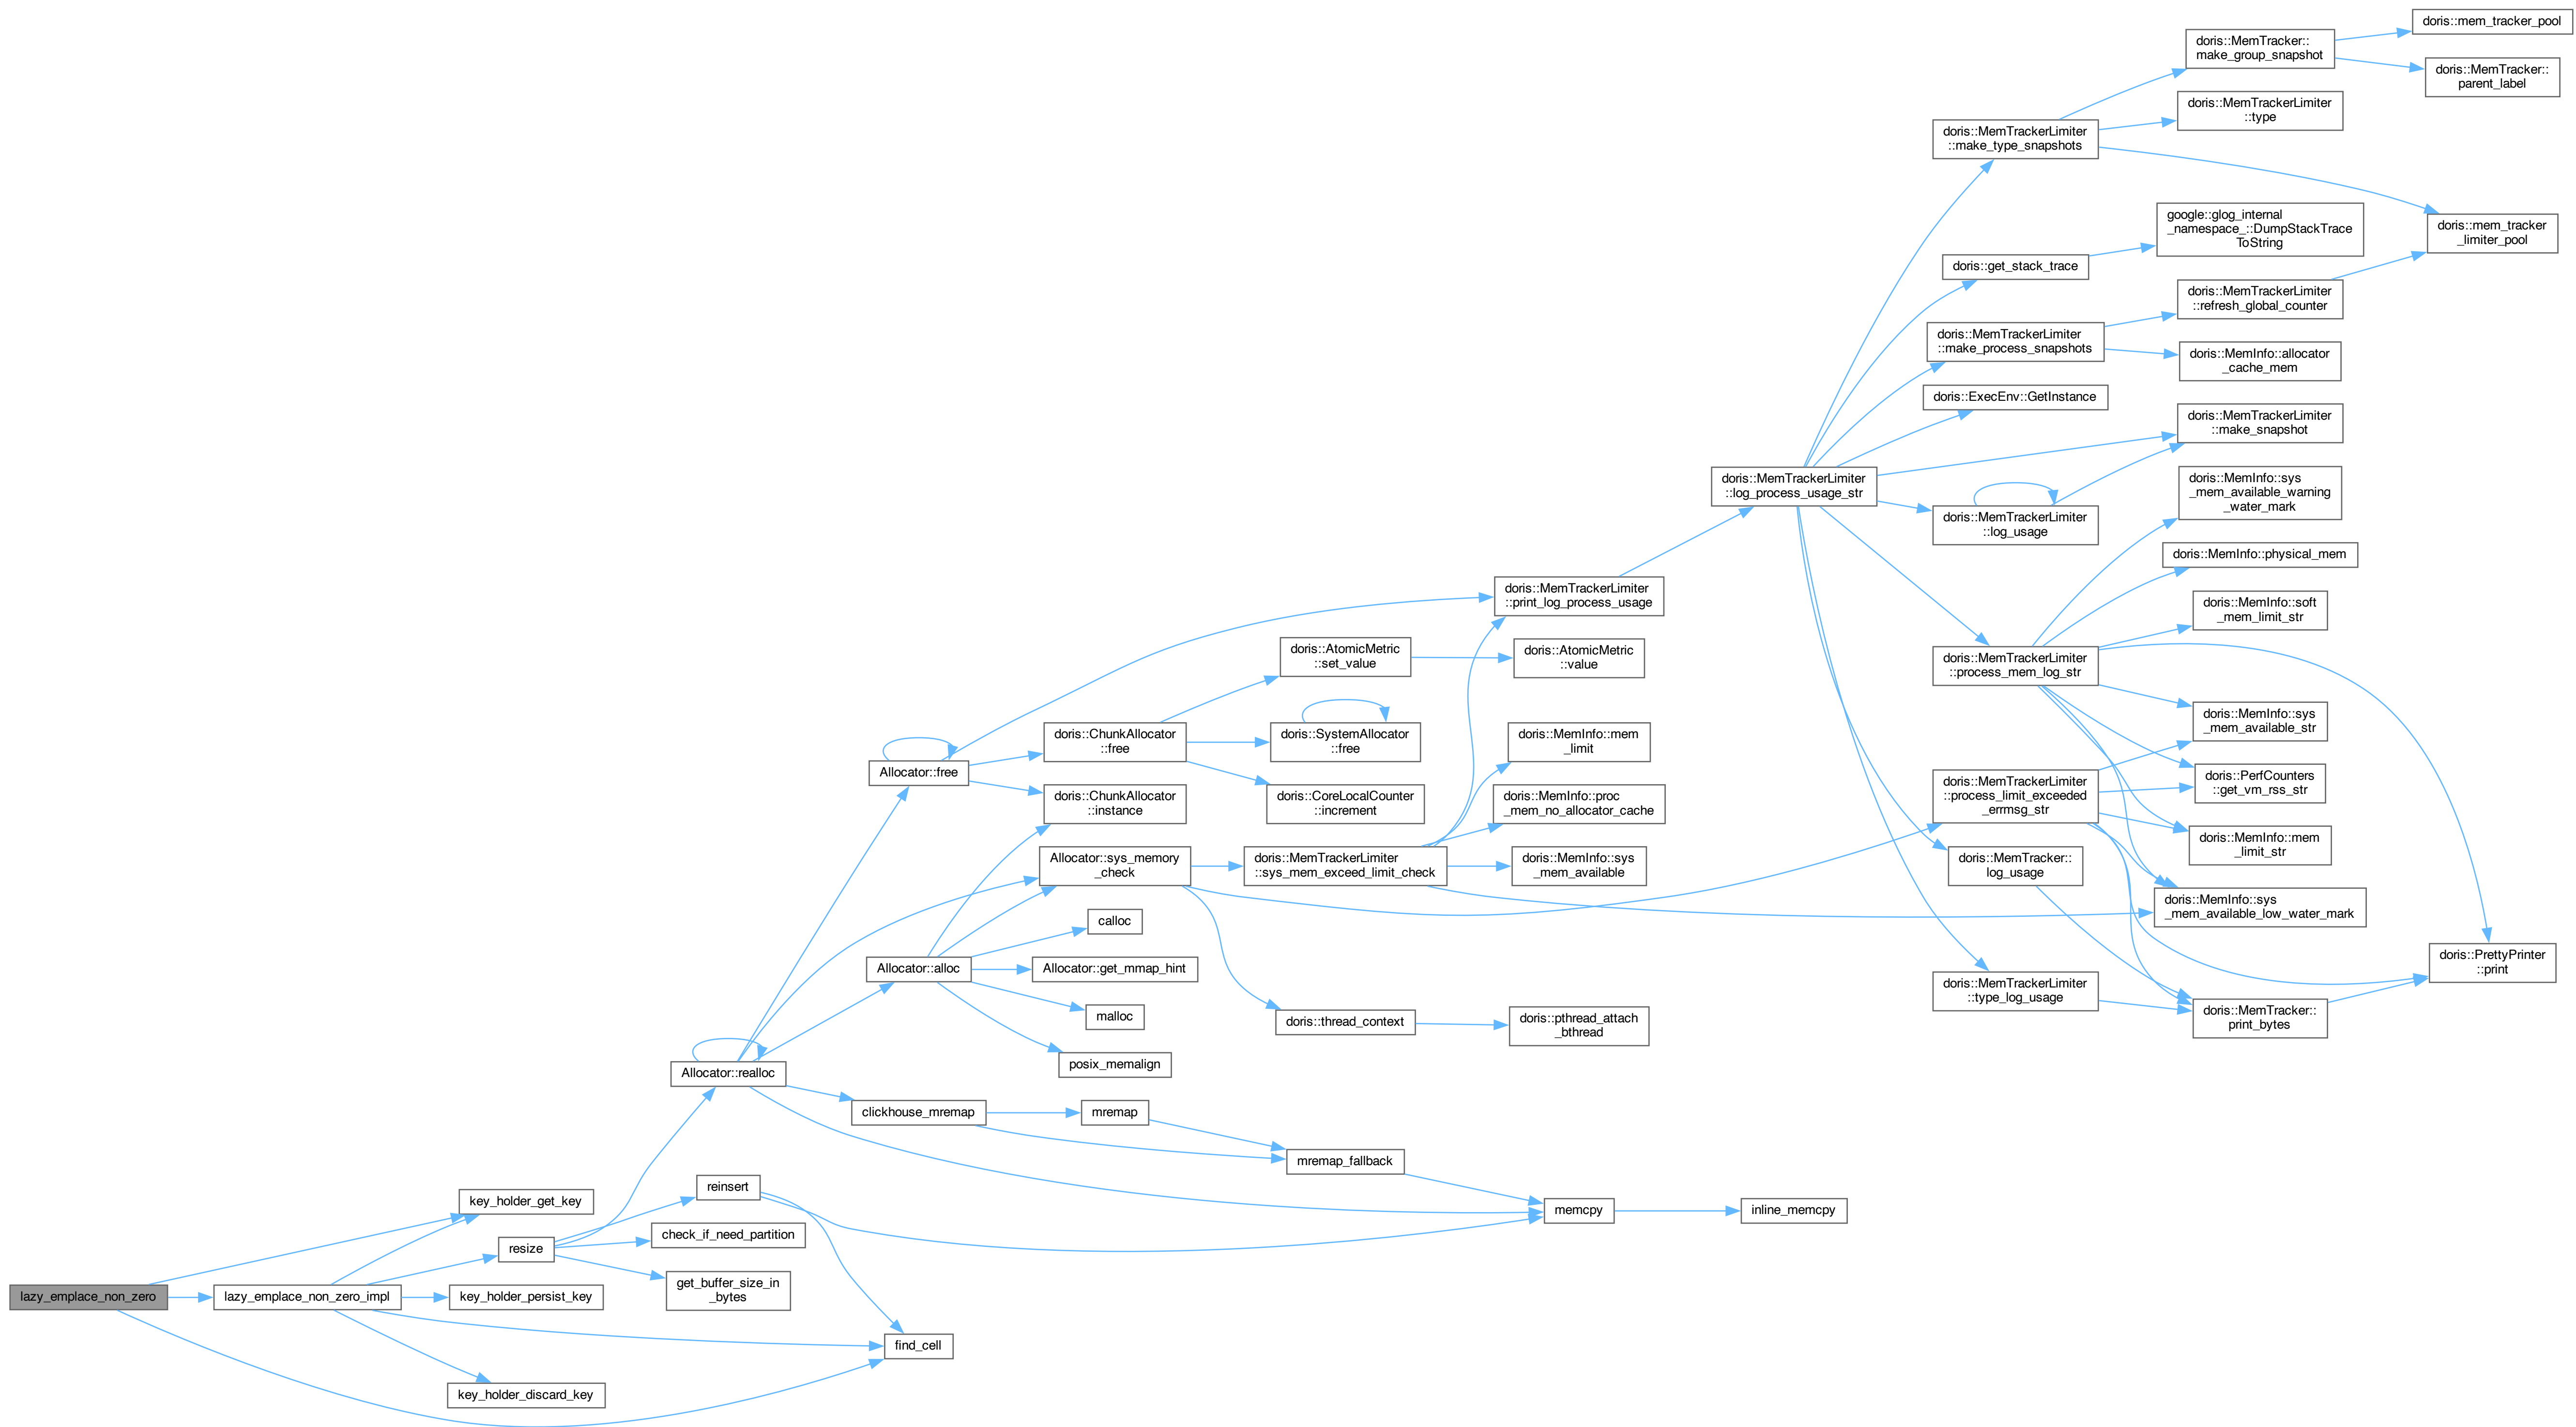 lazy_emplace_non_zero
lazy_emplace_non_zero_impl
key_holder_get_key
resize
key_holder_persist_key
key_holder_discard_key
Allocator::realloc
reinsert
check_if_need_partition
get_buffer_size_in
_bytes
Allocator::free
Allocator::alloc
clickhouse_mremap
find_cell
doris::ChunkAllocator
::free
doris::ChunkAllocator
::instance
Allocator::sys_memory
_check
calloc
Allocator::get_mmap_hint
malloc
posix_memalign
mremap
doris::AtomicMetric
::set_value
doris::SystemAllocator
::free
doris::CoreLocalCounter
::increment
doris::MemTrackerLimiter
::sys_mem_exceed_limit_check
doris::thread_context
mremap_fallback
doris::MemTrackerLimiter
::print_log_process_usage
doris::AtomicMetric
::value
doris::MemInfo::mem
_limit
doris::MemInfo::proc
_mem_no_allocator_cache
doris::MemInfo::sys
_mem_available
doris::pthread_attach
_bthread
memcpy
doris::MemTrackerLimiter
::log_process_usage_str
inline_memcpy
doris::MemTrackerLimiter
::make_type_snapshots
doris::get_stack_trace
doris::MemTrackerLimiter
::make_process_snapshots
doris::ExecEnv::GetInstance
doris::MemTrackerLimiter
::log_usage
doris::MemTrackerLimiter
::process_mem_log_str
doris::MemTrackerLimiter
::process_limit_exceeded
_errmsg_str
doris::MemTracker::
log_usage
doris::MemTrackerLimiter
::type_log_usage
doris::MemTracker::
make_group_snapshot
doris::MemTrackerLimiter
::type
google::glog_internal
_namespace_::DumpStackTrace
ToString
doris::MemTrackerLimiter
::refresh_global_counter
doris::MemInfo::allocator
_cache_mem
doris::MemTrackerLimiter
::make_snapshot
doris::MemInfo::sys
_mem_available_warning
_water_mark
doris::MemInfo::physical_mem
doris::MemInfo::soft
_mem_limit_str
doris::MemInfo::sys
_mem_available_str
doris::PerfCounters
::get_vm_rss_str
doris::MemInfo::mem
_limit_str
doris::MemInfo::sys
_mem_available_low_water_mark
doris::MemTracker::
print_bytes
doris::mem_tracker_pool
doris::MemTracker::
parent_label
doris::mem_tracker
_limiter_pool
doris::PrettyPrinter
::print